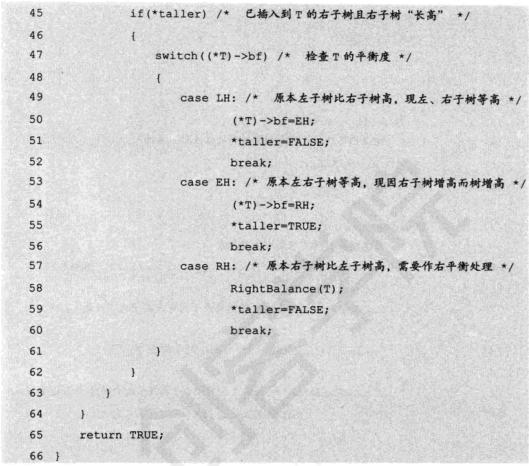 45 if(*taller) /* 已插入到 T 的右子树且右子树“长高” */
46 {
47 switch((*T)->bf) /* 检查 T 的平衡度 */
48 {
49 case LH: /* 原本左子树比右子树高，现左、右子树等高 */
50 (*T)->bf=EH;
51 *taller=FALSE;
52 break;
53 case EH: /* 原本左右子树等高，现因右子树增高而树增高 */
54 (*T)->bf=RH;
55 *taller=TRUE;
56 break;
57 case RH: /* 原本右子树比左子树高，需要作右平衡处理 */
58 RightBalance(T);
59 *taller=FALSE;
60 break;
61 }
62 }
63 }
64 }
65 return TRUE;
66 }
创客学院